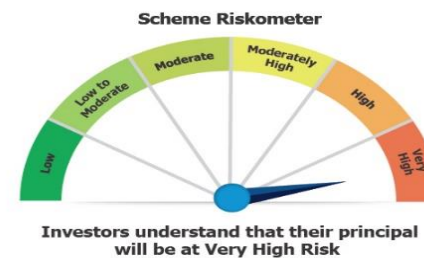 Scheme Riskometer
Low
Low to
Moderate
Moderate
Moderately
High
High
Very
High
Investors understand that their principal
will be at Very High Risk